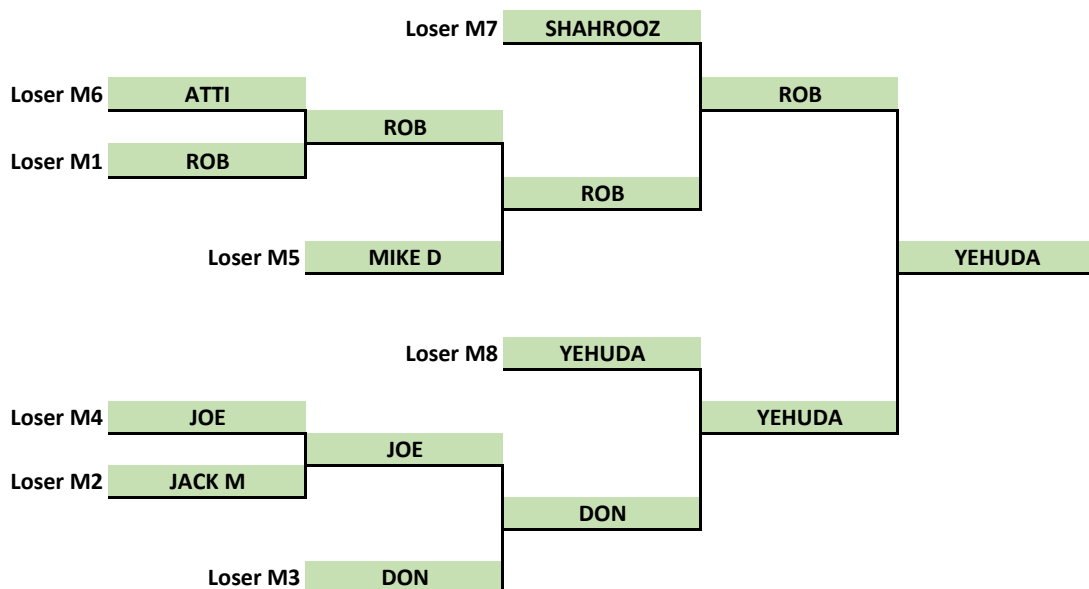 Loser M7 SHAHROOZ
Loser M6 ATTI ROB
ROB
Loser M1 ROB
ROB
Loser M5 MIKE D YEHUDA
Loser M8 YEHUDA
Loser M4 JOE YEHUDA
JOE
Loser M2 JACK M
DON
Loser M3 DON